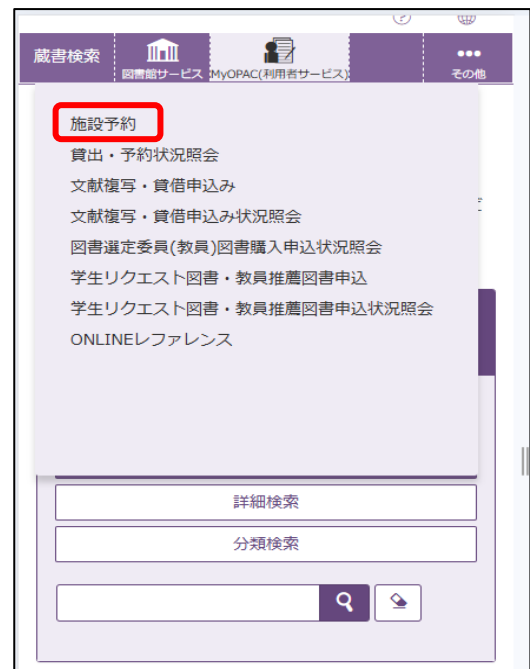 蔵書検索
図書館サービス
MyOPAC(利用者サービス)
その他
施設予約
貸出・予約状況照会
文献複写・貸借申込み
文献複写・貸借申込み状況照会
図書選定委員(教員)図書購入申込状況照会
学生リクエスト図書・教員推薦図書申込
学生リクエスト図書・教員推薦図書申込状況照会
ONLINEレファレンス
詳細検索
分類検索